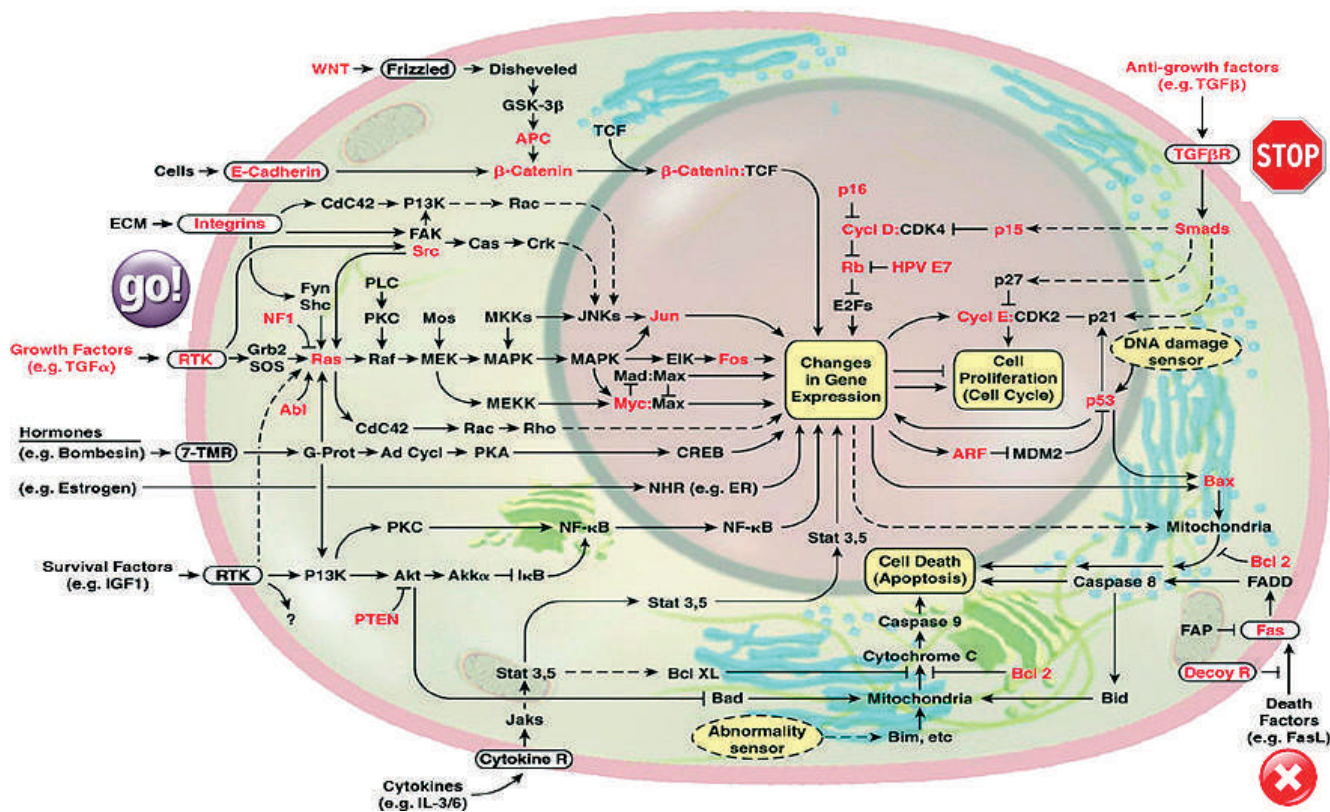 WNT
Frizzled
Disheveled
GSK-3β
APC
TCF
Cells
E-Cadherin
β-Catenin
β-Catenin:TCF
Anti-growth factors
(e.g. TGFβ)
TGFβR
STOP
ECM
Integrins
CdC42
P13K
Rac
FAK
Src
Cas
Crk
p16
Cycl D:CDK4
p15
Smads
Rb
HPV E7
go!
Fyn
Shc
PLC
NF1
PKC
Mos
MKKs
JNKs
Jun
E2Fs
p27
Cycl E:CDK2
p21
Growth Factors
(e.g. TGFα)
RTK
Grb2
SOS
Ras
Raf
MEK
MAPK
MAPK
ElK
Fos
Changes
in Gene
Expression
DNA damage
sensor
Cell
Proliferation
(Cell Cycle)
Mad:Max
Abl
MEKK
Myc:Max
p53
CdC42
Rac
Rho
Hormones
(e.g. Bombesin)
7-TMR
G-Prot
Ad Cycl
PKA
CREB
ARF
MDM2
(e.g. Estrogen)
NHR (e.g. ER)
Bax
PKC
NF-κB
NF-κB
Stat 3,5
Mitochondria
Survival Factors
(e.g. IGF1)
RTK
P13K
Akt
Akkα
IκB
Cell Death
(Apoptosis)
Bcl 2
Caspase 8
FADD
?
PTEN
Stat 3,5
Caspase 9
FAP
Fas
Cytochrome C
Stat 3,5
Bcl XL
Bcl 2
Decoy R
Bad
Mitochondria
Bid
Death
Factors
(e.g. FasL)
Jaks
Abnormality
sensor
Bim, etc
Cytokine R
Cytokines
(e.g. IL-3/6)